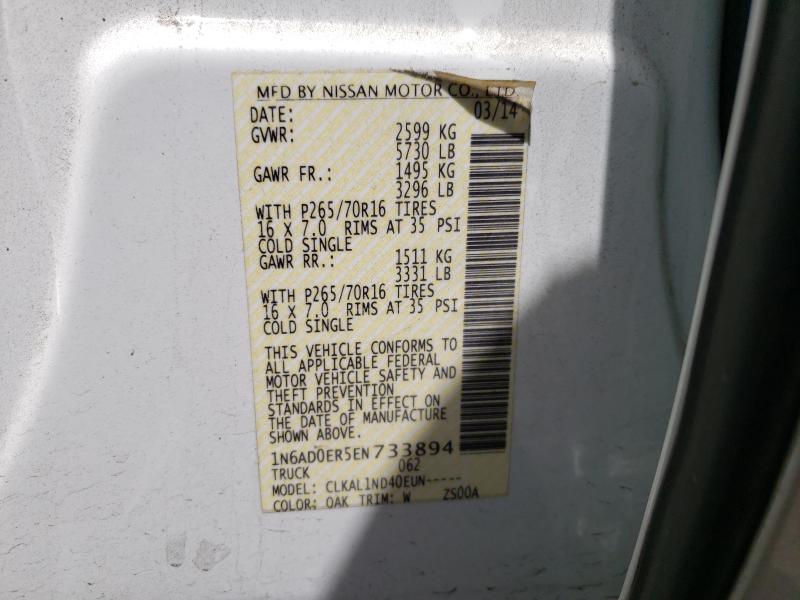 MFD BY NISSAN MOTOR CO., LTD.
DATE: 03/14
GVWR: 2599 KG
5730 LB
GAWR FR.: 1495 KG
3296 LB
WITH P265/70R16 TIRES
16 X 7.0 RIMS AT 35 PSI
COLD SINGLE
GAWR RR.: 1511 KG
3331 LB
WITH P265/70R16 TIRES
16 X 7.0 RIMS AT 35 PSI
COLD SINGLE
THIS VEHICLE CONFORMS TO
ALL APPLICABLE FEDERAL
MOTOR VEHICLE SAFETY AND
THEFT PREVENTION
STANDARDS IN EFFECT ON
THE DATE OF MANUFACTURE
SHOWN ABOVE.
1N6AD0ER5EN733894
TRUCK 062
MODEL: CLKAL1ND40EUN-----
COLOR: QAK TRIM: W ZS00A